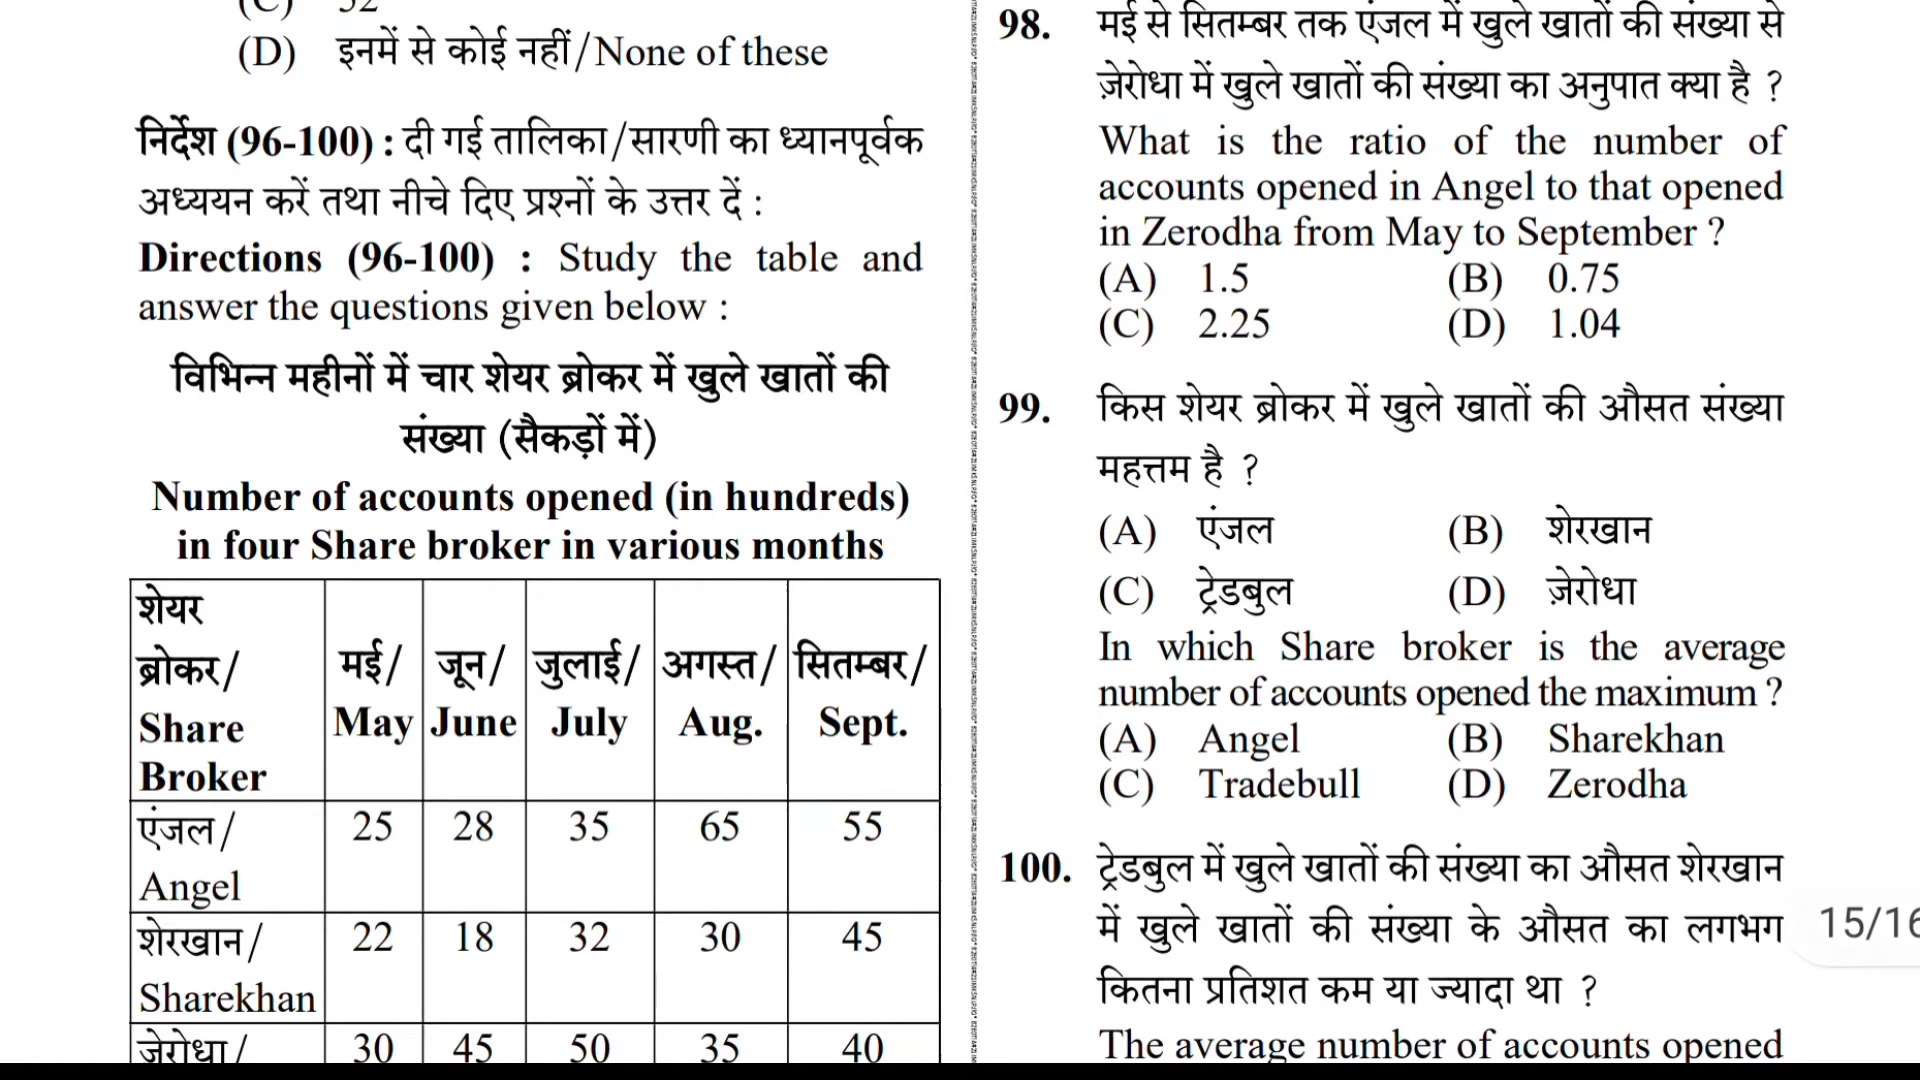 (D) इनमें से कोई नहीं/None of these
निर्देश (96-100) : दी गई तालिका/सारणी का ध्यानपूर्वक
अध्ययन करें तथा नीचे दिए प्रश्नों के उत्तर दें :
Directions (96-100) : Study the table and
answer the questions given below :
विभिन्न महीनों में चार शेयर ब्रोकर में खुले खातों की
संख्या (सैकड़ों में)
Number of accounts opened (in hundreds)
in four Share broker in various months
शेयर
ब्रोकर/ मई/ जून/ जुलाई/ अगस्त/ सितम्बर/
Share May June July Aug. Sept.
Broker
एंजल/ 25 28 35 65 55
Angel
शेरखान/ 22 18 32 30 45
Sharekhan
ज़ेरोधा/ 30 45 50 35 40
98. मई से सितम्बर तक एंजल में खुले खातों की संख्या से
ज़ेरोधा में खुले खातों की संख्या का अनुपात क्या है ?
What is the ratio of the number of
accounts opened in Angel to that opened
in Zerodha from May to September ?
(A) 1.5 (B) 0.75
(C) 2.25 (D) 1.04
99. किस शेयर ब्रोकर में खुले खातों की औसत संख्या
महत्तम है ?
(A) एंजल (B) शेरखान
(C) ट्रेडबुल (D) ज़ेरोधा
In which Share broker is the average
number of accounts opened the maximum ?
(A) Angel (B) Sharekhan
(C) Tradebull (D) Zerodha
100. ट्रेडबुल में खुले खातों की संख्या का औसत शेरखान
में खुले खातों की संख्या के औसत का लगभग
कितना प्रतिशत कम या ज्यादा था ?
The average number of accounts opened
15/16